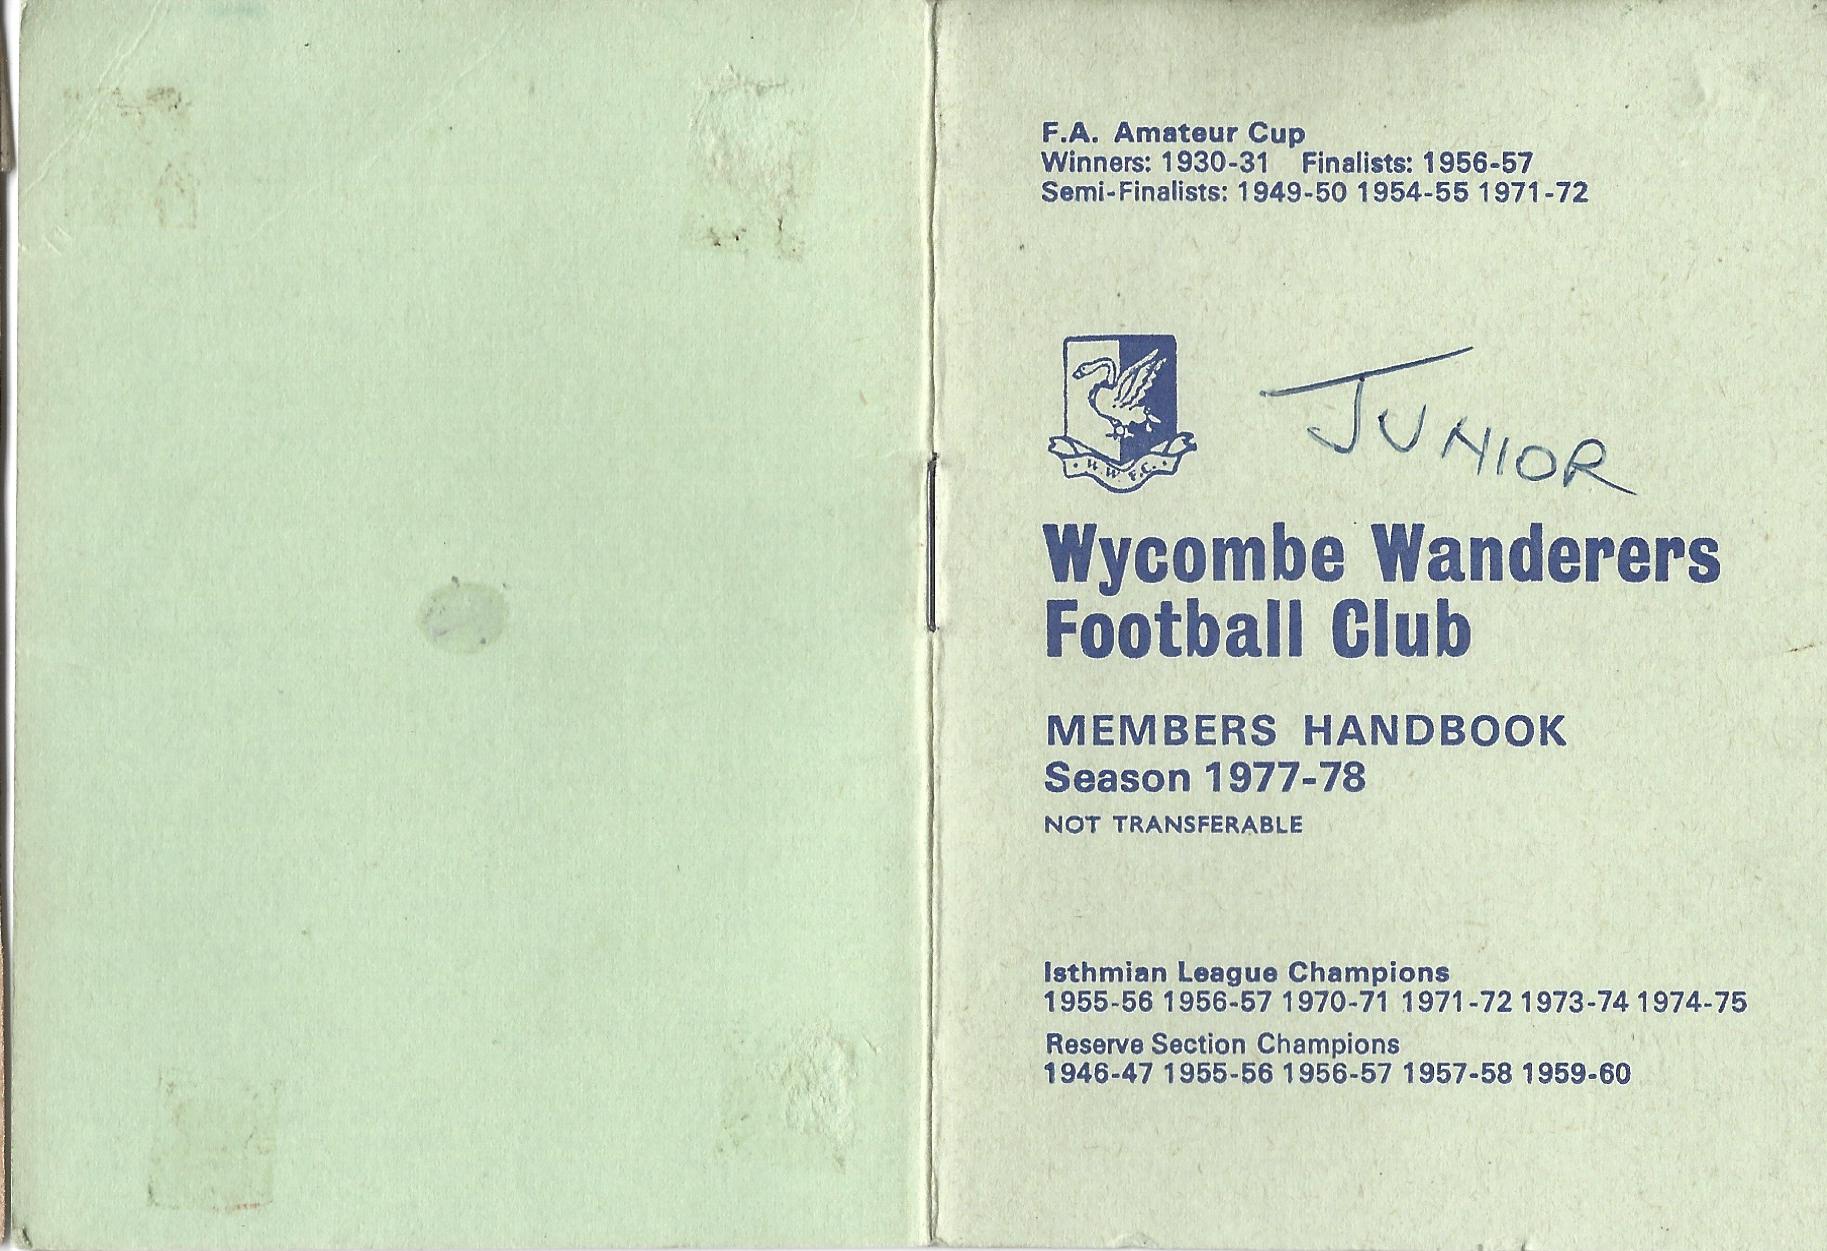 F.A. Amateur Cup
Winners: 1930-31 Finalists: 1956-57
Semi-Finalists: 1949-50 1954-55 1971-72
JUNIOR
W.W.F.C.
Wycombe Wanderers
Football Club
MEMBERS HANDBOOK
Season 1977-78
NOT TRANSFERABLE
Isthmian League Champions
1955-56 1956-57 1970-71 1971-72 1973-74 1974-75
Reserve Section Champions
1946-47 1955-56 1956-57 1957-58 1959-60